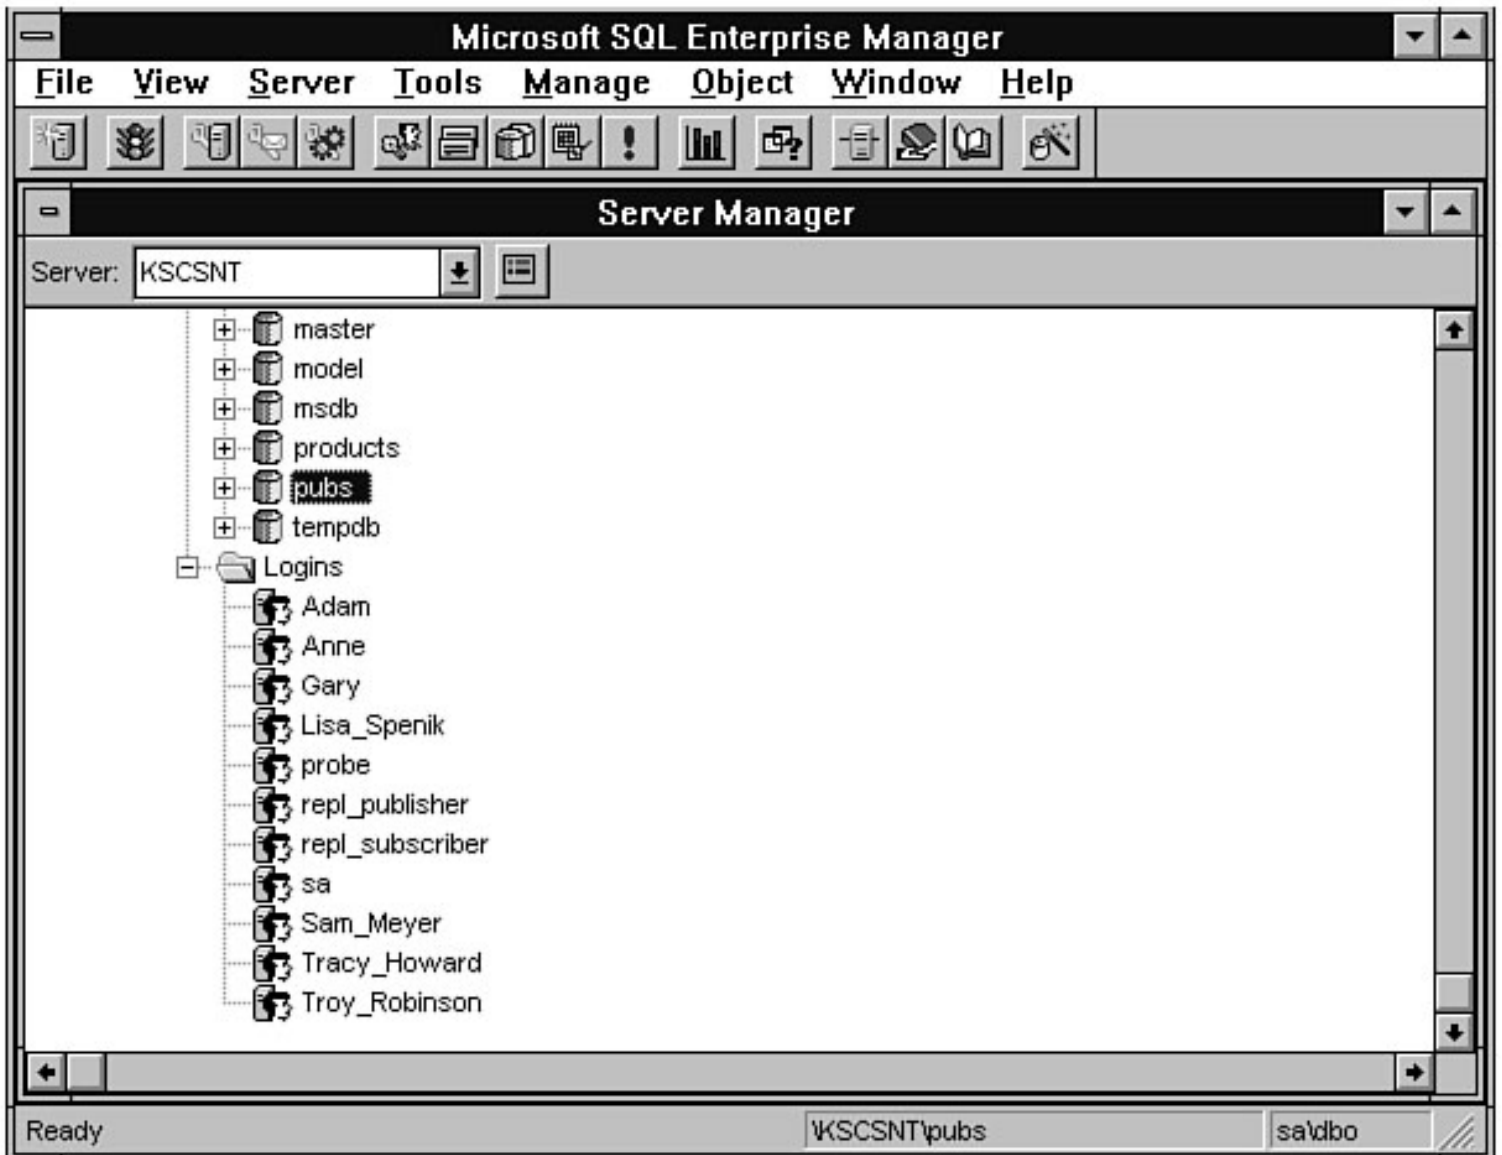 Microsoft SQL Enterprise Manager
File View Server Tools Manage Object Window Help
Server Manager
Server: KSCSNT
master
model
msdb
products
pubs
tempdb
Logins
Adam
Anne
Gary
Lisa_Spenik
probe
repl_publisher
repl_subscriber
sa
Sam_Meyer
Tracy_Howard
Troy_Robinson
Ready \KSCSNT\pubs sa\dbo